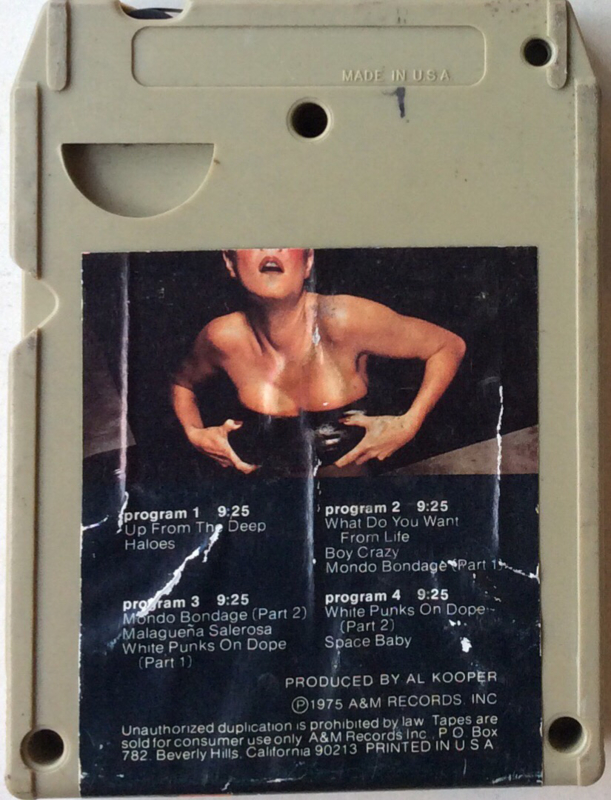 MADE IN U S A
program 1 9:25
Up From The Deep
Haloes
program 2 9:25
What Do You Want
From Life
Boy Crazy
Mondo Bondage (Part 1)
program 3 9:25
Mondo Bondage (Part 2)
Malagueña Salerosa
White Punks On Dope
(Part 1)
program 4 9:25
White Punks On Dope
(Part 2)
Space Baby
PRODUCED BY AL KOOPER
Ⓟ1975 A&M RECORDS, INC
Unauthorized duplication is prohibited by law Tapes are
sold for consumer use only A&M Records Inc., P O Box
782, Beverly Hills, California 90213 PRINTED IN U S A